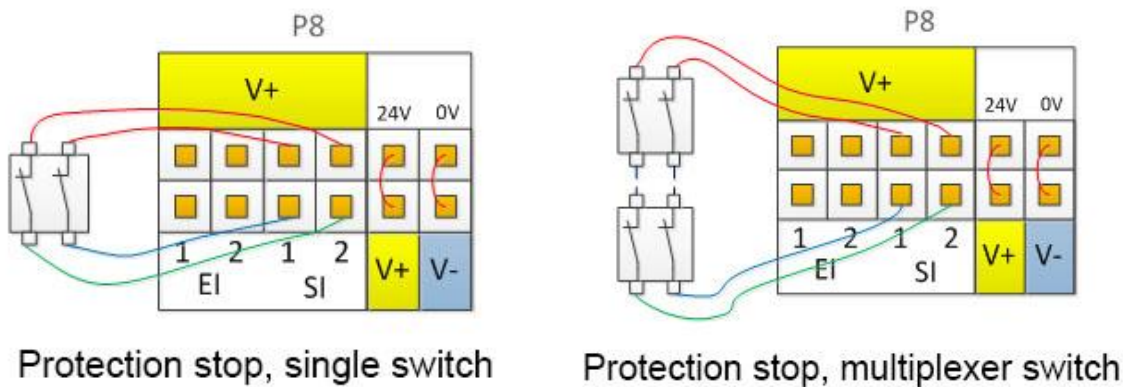 P8
V+
24V 0V
1 2 1 2
EI SI
V+ V-
Protection stop, single switch
P8
V+
24V 0V
1 2 1 2
EI SI
V+ V-
Protection stop, multiplexer switch